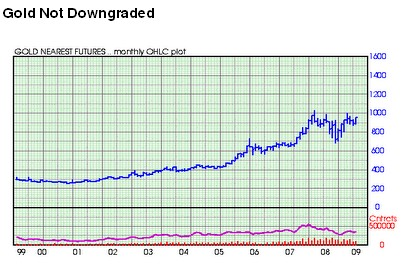 Gold Not Downgraded
GOLD NEAREST FUTURES .. monthly OHLC plot
1600
1400
1200
1000
800
600
400
200
0
Cntrcts
500000
0
99 00 01 02 03 04 05 06 07 08 09